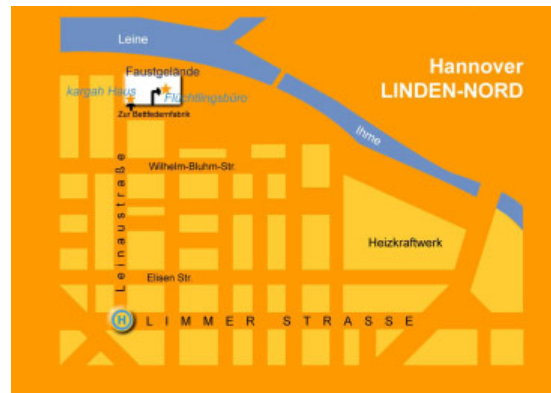 Leine
Hannover
LINDEN-NORD
Faustgelände
kargah Haus
Flüchtlingsbüro
Zur Bettfedernfabrik
Ihme
Wilhelm-Bluhm-Str.
Leinaustraße
Heizkraftwerk
Elisen Str.
H
LIMMER STRASSE